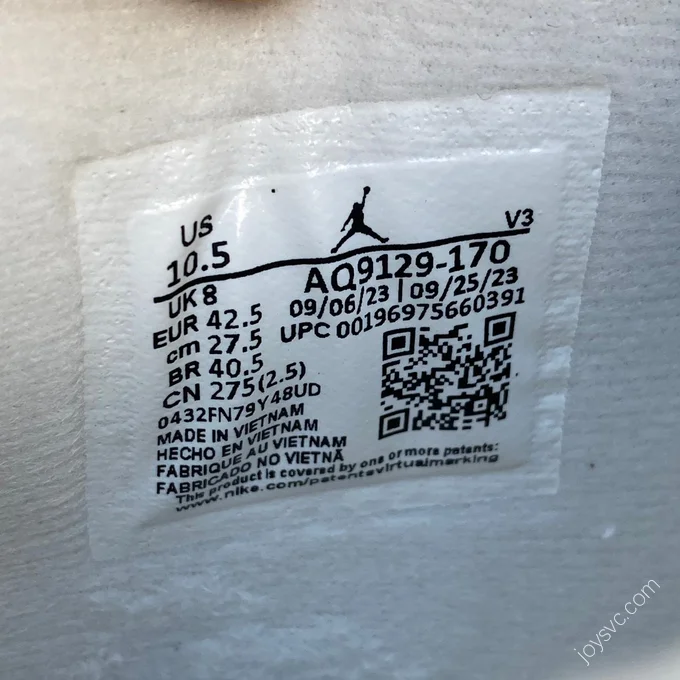 US
10.5
V3
AQ9129-170
UK 8
09/06/23 | 09/25/23
EUR 42.5
UPC 00196975660391
cm 27.5
BR 40.5
CN 275(2.5)
0432FN79Y48UD
MADE IN VIETNAM
HECHO EN VIETNAM
FABRIQUE AU VIETNAM
FABRICADO NO VIETNÃ
This product is covered by one or more patents:
www.nike.com/patentsvirtualmarking
joysvc.com